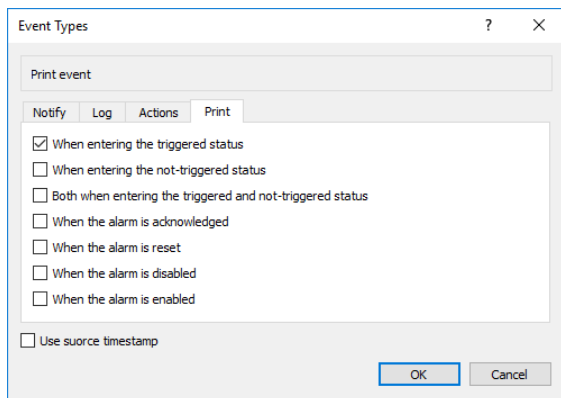 Event Types
Print event
Notify Log Actions Print
When entering the triggered status
When entering the not-triggered status
Both when entering the triggered and not-triggered status
When the alarm is acknowledged
When the alarm is reset
When the alarm is disabled
When the alarm is enabled
Use suorce timestamp
OK Cancel